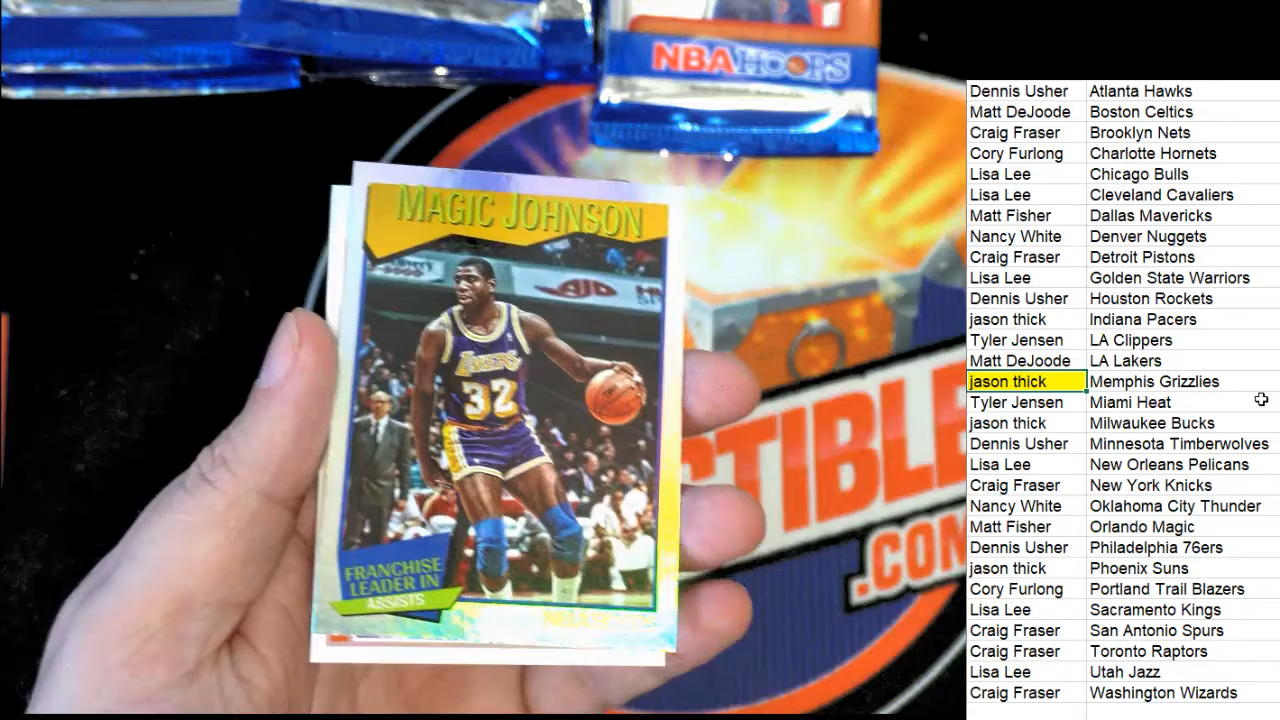 NBA HOOPS
MAGIC JOHNSON
LAKERS
32
FRANCHISE
LEADER IN
ASSISTS
CTIBLE
.COM
Dennis Usher Atlanta Hawks
Matt DeJoode Boston Celtics
Craig Fraser Brooklyn Nets
Cory Furlong Charlotte Hornets
Lisa Lee Chicago Bulls
Lisa Lee Cleveland Cavaliers
Matt Fisher Dallas Mavericks
Nancy White Denver Nuggets
Craig Fraser Detroit Pistons
Lisa Lee Golden State Warriors
Dennis Usher Houston Rockets
jason thick Indiana Pacers
Tyler Jensen LA Clippers
Matt DeJoode LA Lakers
jason thick Memphis Grizzlies
Tyler Jensen Miami Heat
jason thick Milwaukee Bucks
Dennis Usher Minnesota Timberwolves
Lisa Lee New Orleans Pelicans
Craig Fraser New York Knicks
Nancy White Oklahoma City Thunder
Matt Fisher Orlando Magic
Dennis Usher Philadelphia 76ers
jason thick Phoenix Suns
Cory Furlong Portland Trail Blazers
Lisa Lee Sacramento Kings
Craig Fraser San Antonio Spurs
Craig Fraser Toronto Raptors
Lisa Lee Utah Jazz
Craig Fraser Washington Wizards